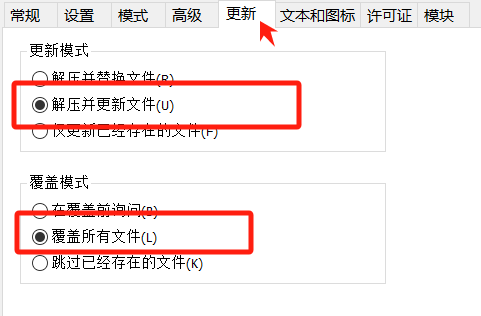 常规 设置 模式 高级 更新 文本和图标 许可证 模块
更新模式
解压并替换文件(R)
解压并更新文件(U)
仅更新已经存在的文件(F)
覆盖模式
在覆盖前询问(B)
覆盖所有文件(L)
跳过已经存在的文件(K)